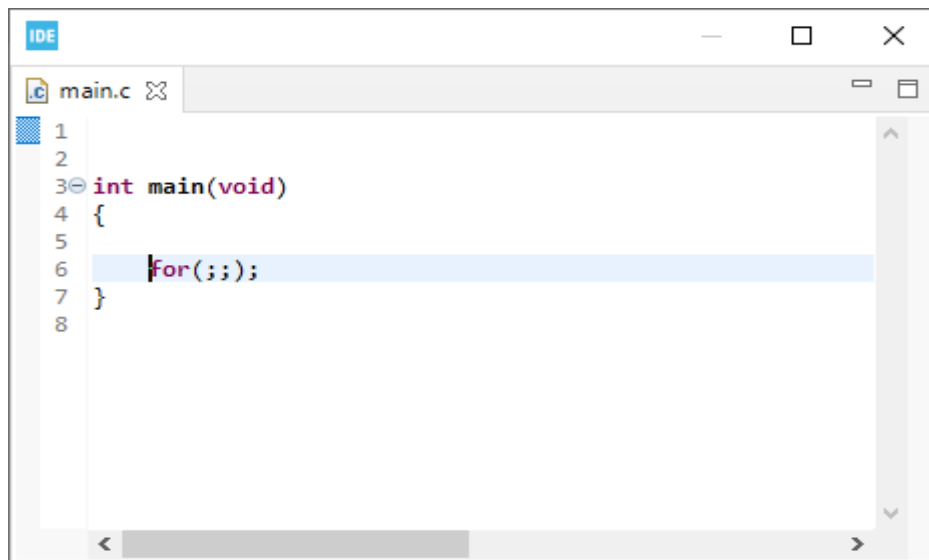 IDE
.c main.c
1
2
3 int main(void)
4 {
5
6 for(;;);
7 }
8